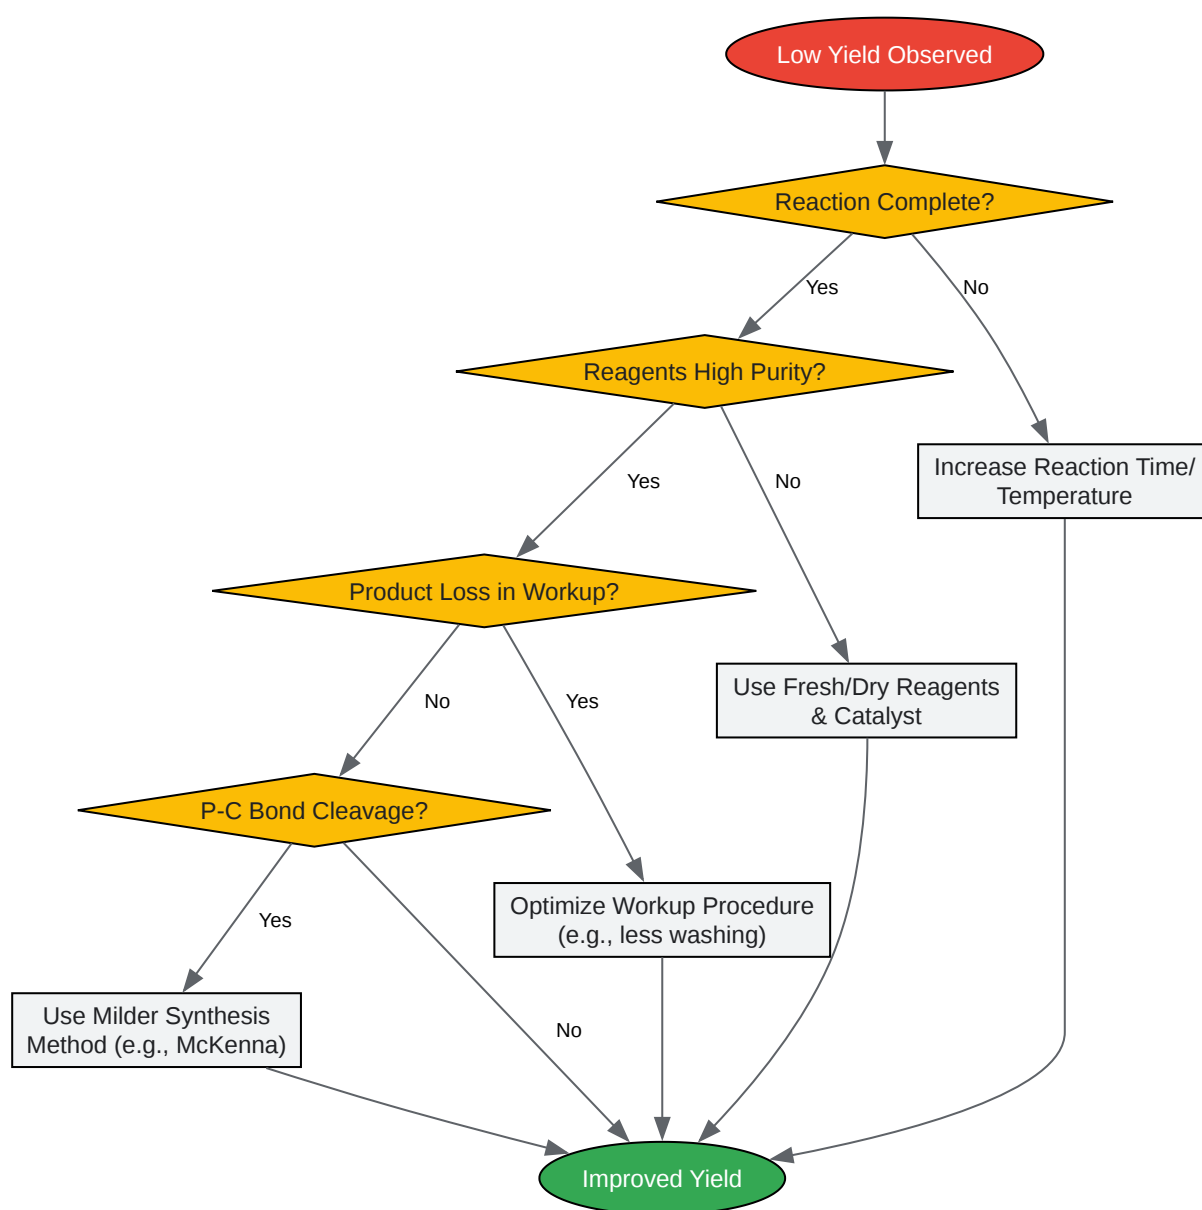 Low Yield Observed
Reaction Complete?
Yes
No
Reagents High Purity?
Increase Reaction Time/
Temperature
Yes
No
Product Loss in Workup?
Use Fresh/Dry Reagents
& Catalyst
No
Yes
P-C Bond Cleavage?
Optimize Workup Procedure
(e.g., less washing)
Yes
Use Milder Synthesis
Method (e.g., McKenna)
No
Improved Yield